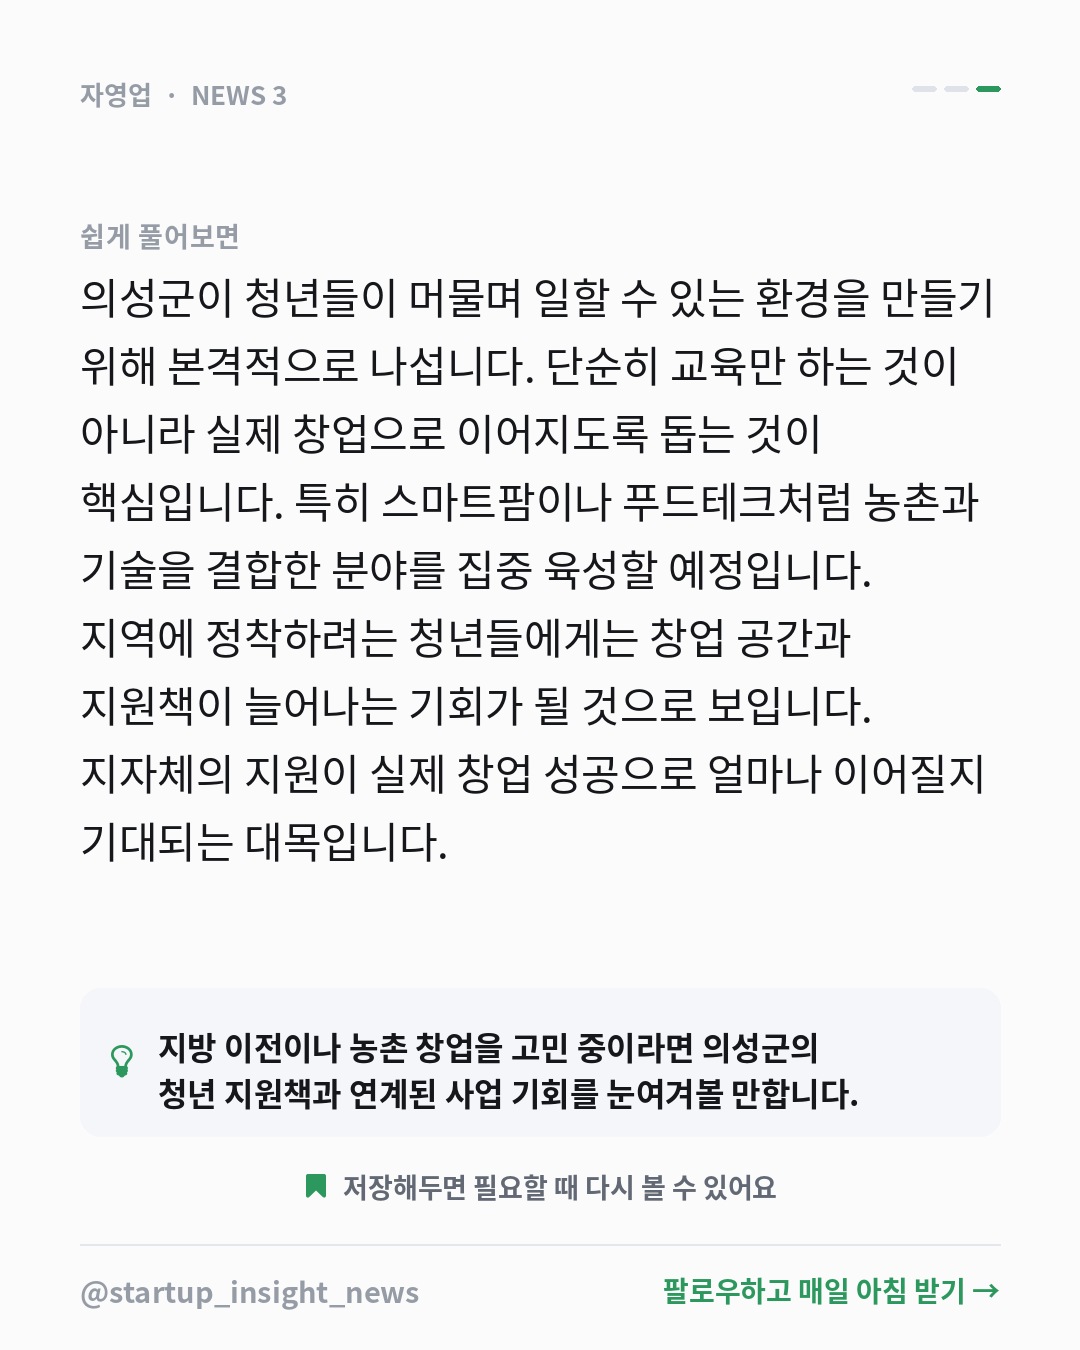 자영업 · NEWS 3
쉽게 풀어보면
의성군이 청년들이 머물며 일할 수 있는 환경을 만들기
위해 본격적으로 나섭니다. 단순히 교육만 하는 것이
아니라 실제 창업으로 이어지도록 돕는 것이
핵심입니다. 특히 스마트팜이나 푸드테크처럼 농촌과
기술을 결합한 분야를 집중 육성할 예정입니다.
지역에 정착하려는 청년들에게는 창업 공간과
지원책이 늘어나는 기회가 될 것으로 보입니다.
지자체의 지원이 실제 창업 성공으로 얼마나 이어질지
기대되는 대목입니다.
지방 이전이나 농촌 창업을 고민 중이라면 의성군의
청년 지원책과 연계된 사업 기회를 눈여겨볼 만합니다.
저장해두면 필요할 때 다시 볼 수 있어요
@startup_insight_news
팔로우하고 매일 아침 받기 →